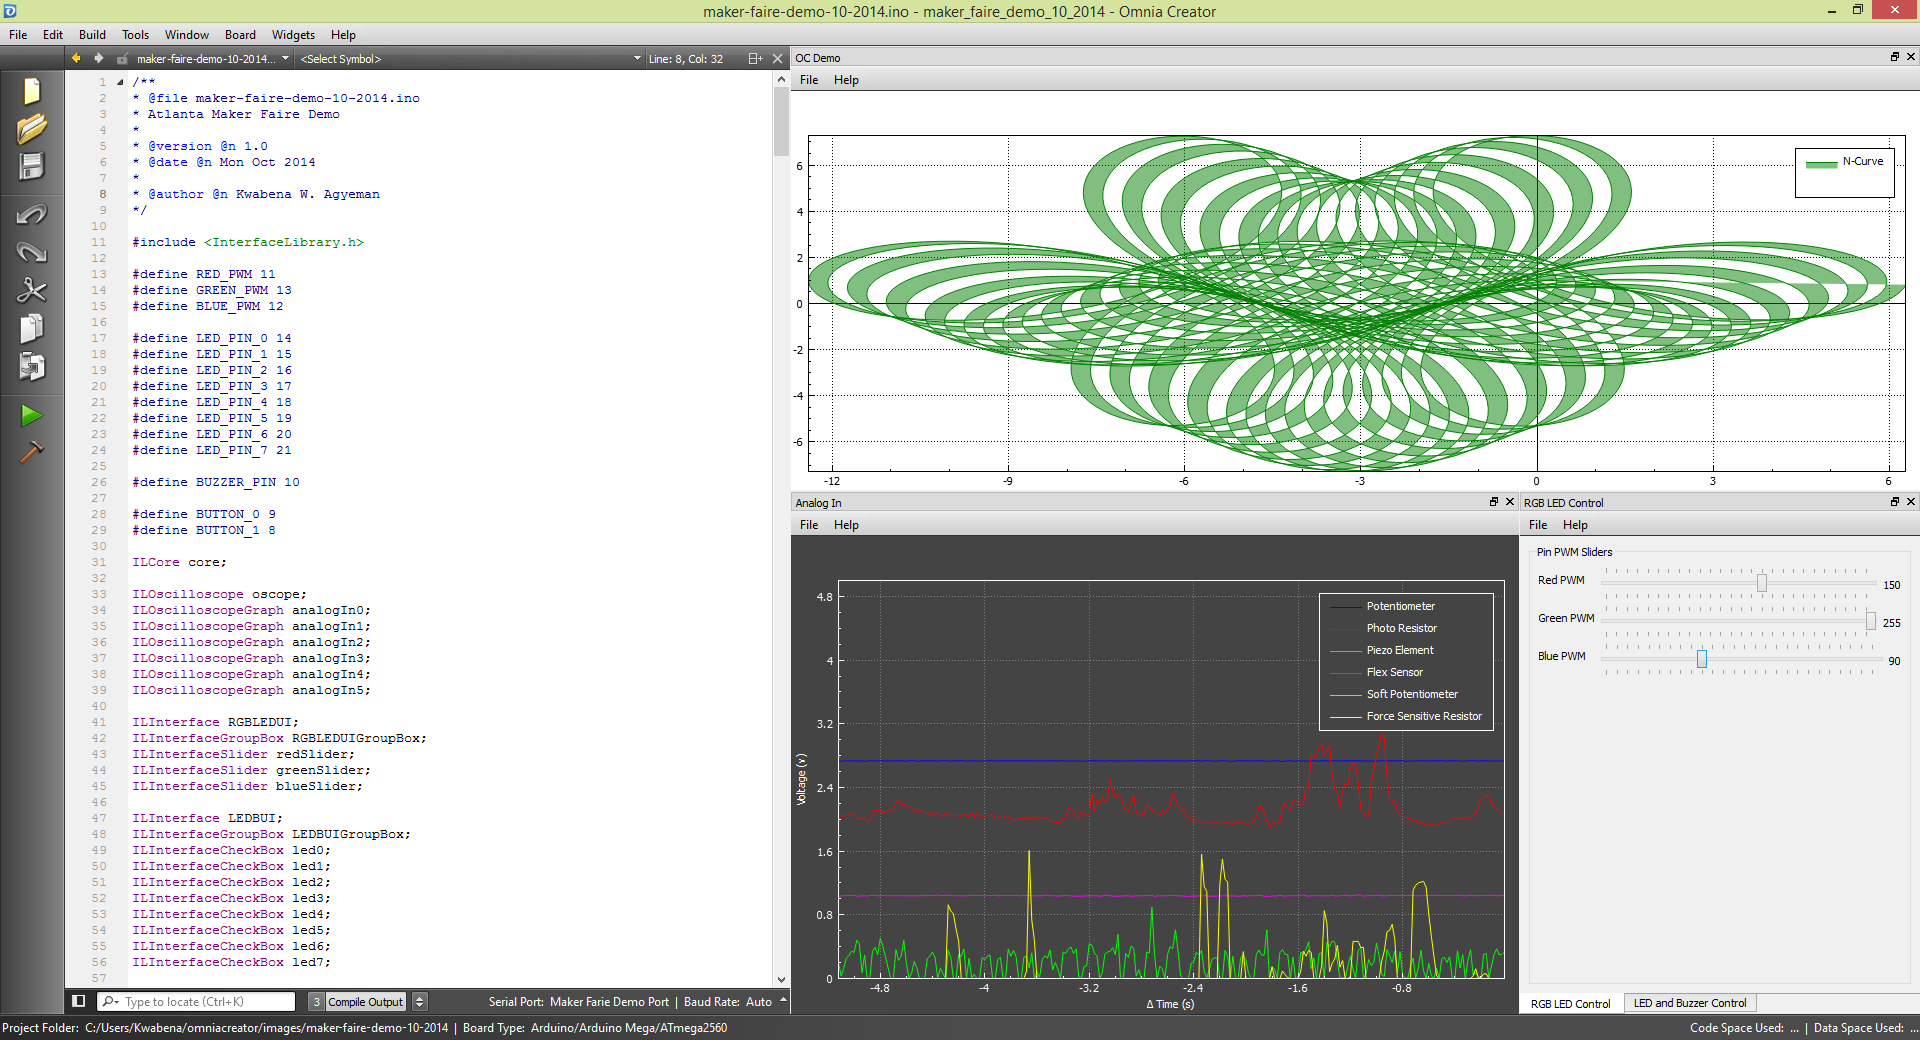 maker-faire-demo-10-2014.ino - maker_faire_demo_10_2014 - Omnia Creator
File Edit Build Tools Window Board Widgets Help
maker-faire-demo-10-2014... <Select Symbol> Line: 8, Col: 32
1 /**
2 * @file maker-faire-demo-10-2014.ino
3 * Atlanta Maker Faire Demo
4 *
5 * @version @n 1.0
6 * @date @n Mon Oct 2014
7 *
8 * @author @n Kwabena W. Agyeman
9 */
10
11 #include <InterfaceLibrary.h>
12
13 #define RED_PWM 11
14 #define GREEN_PWM 13
15 #define BLUE_PWM 12
16
17 #define LED_PIN_0 14
18 #define LED_PIN_1 15
19 #define LED_PIN_2 16
20 #define LED_PIN_3 17
21 #define LED_PIN_4 18
22 #define LED_PIN_5 19
23 #define LED_PIN_6 20
24 #define LED_PIN_7 21
25
26 #define BUZZER_PIN 10
27
28 #define BUTTON_0 9
29 #define BUTTON_1 8
30
31 ILCore core;
32
33 ILOscilloscope oscope;
34 ILOscilloscopeGraph analogIn0;
35 ILOscilloscopeGraph analogIn1;
36 ILOscilloscopeGraph analogIn2;
37 ILOscilloscopeGraph analogIn3;
38 ILOscilloscopeGraph analogIn4;
39 ILOscilloscopeGraph analogIn5;
40
41 ILInterface RGBLEDUI;
42 ILInterfaceGroupBox RGBLEDUIGroupBox;
43 ILInterfaceSlider redSlider;
44 ILInterfaceSlider greenSlider;
45 ILInterfaceSlider blueSlider;
46
47 ILInterface LEDBUI;
48 ILInterfaceGroupBox LEDBUIGroupBox;
49 ILInterfaceCheckBox led0;
50 ILInterfaceCheckBox led1;
51 ILInterfaceCheckBox led2;
52 ILInterfaceCheckBox led3;
53 ILInterfaceCheckBox led4;
54 ILInterfaceCheckBox led5;
55 ILInterfaceCheckBox led6;
56 ILInterfaceCheckBox led7;
57
Type to locate (Ctrl+K) 3 Compile Output Serial Port: Maker Farie Demo Port | Baud Rate: Auto
OC Demo
File Help
N-Curve
6
4
2
0
-2
-4
-6
-12 -9 -6 -3 0 3 6
Analog In
File Help
Potentiometer
Photo Resistor
Piezo Element
Flex Sensor
Soft Potentiometer
Force Sensitive Resistor
Voltage (v)
4.8
4
3.2
2.4
1.6
0.8
0
-4.8 -4 -3.2 -2.4 -1.6 -0.8
Δ Time (s)
RGB LED Control
File Help
Pin PWM Sliders
Red PWM 150
Green PWM 255
Blue PWM 90
RGB LED Control LED and Buzzer Control
Project Folder: C:/Users/Kwabena/omniacreator/images/maker-faire-demo-10-2014 | Board Type: Arduino/Arduino Mega/ATmega2560 Code Space Used: ... | Data Space Used: ...